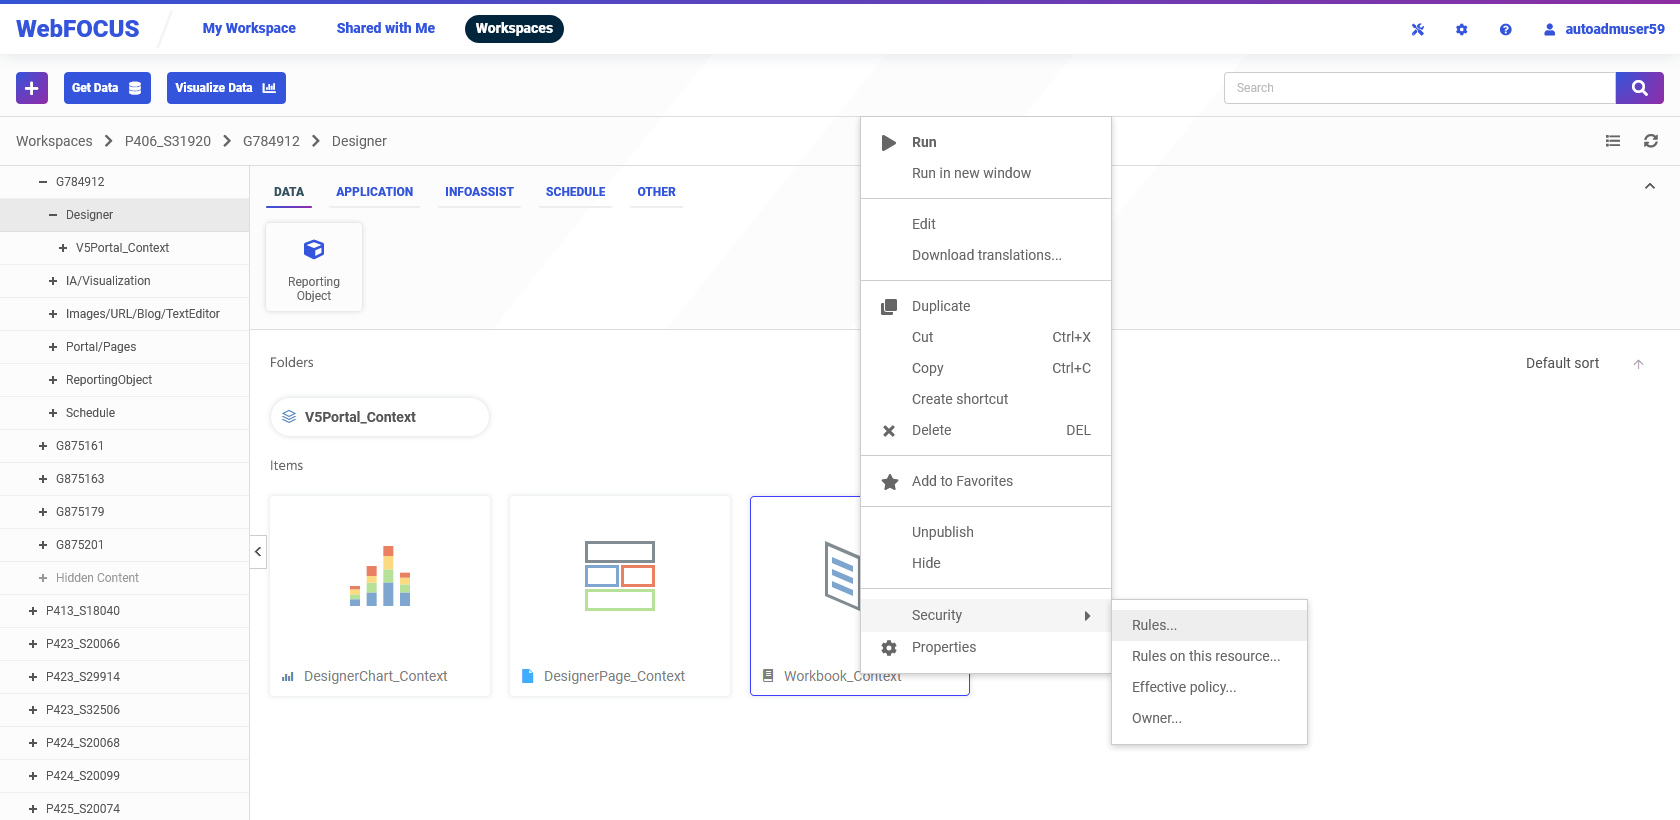 WebFOCUS
My Workspace
Shared with Me
Workspaces
autoadmuser59
Get Data
Visualize Data
Search
Workspaces
P406_S31920
G784912
Designer
G784912
Designer
V5Portal_Context
IA/Visualization
Images/URL/Blog/TextEditor
Portal/Pages
ReportingObject
Schedule
G875161
G875163
G875179
G875201
Hidden Content
P413_S18040
P423_S20066
P423_S29914
P423_S32506
P424_S20068
P424_S20099
P425_S20074
DATA
APPLICATION
INFOASSIST
SCHEDULE
OTHER
Reporting
Object
Folders
Default sort
V5Portal_Context
Items
DesignerChart_Context
DesignerPage_Context
Workbook_Context
Run
Run in new window
Edit
Download translations...
Duplicate
Cut Ctrl+X
Copy Ctrl+C
Create shortcut
Delete DEL
Add to Favorites
Unpublish
Hide
Security
Properties
Rules...
Rules on this resource...
Effective policy...
Owner...